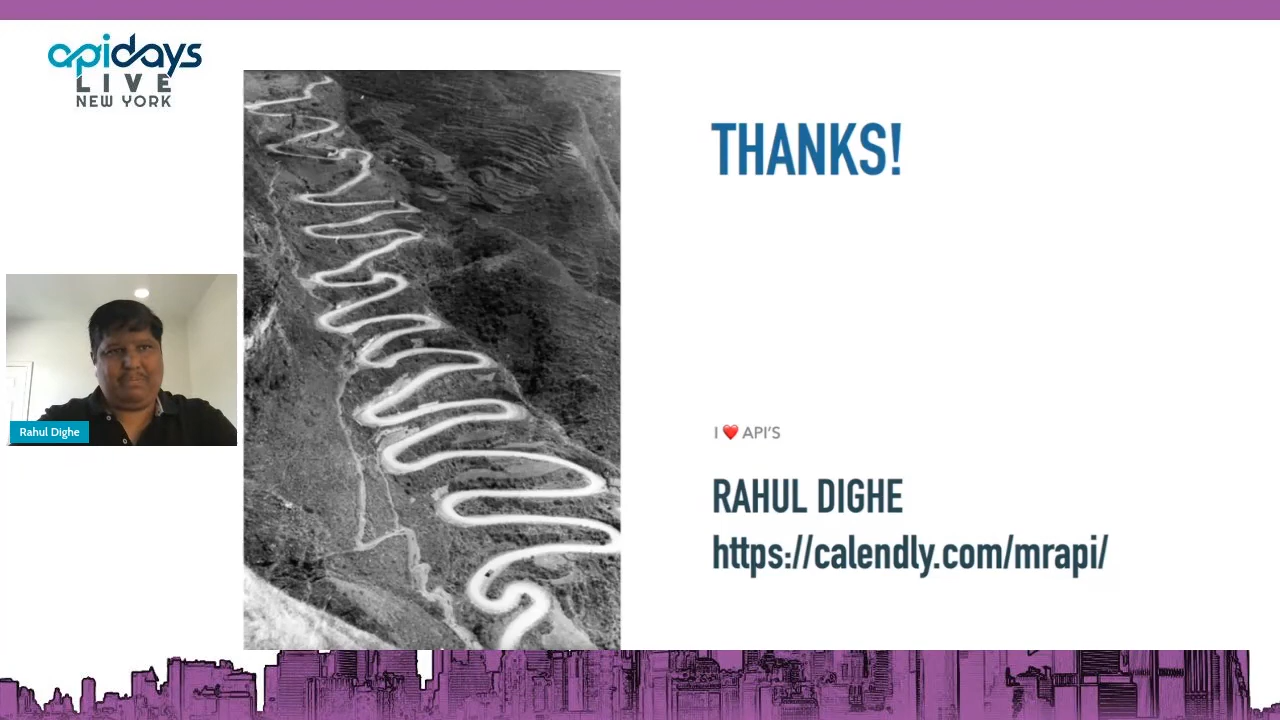 apidays
LIVE
NEW YORK
THANKS!
Rahul Dighe
I ❤️ API'S
RAHUL DIGHE
https://calendly.com/mrapi/